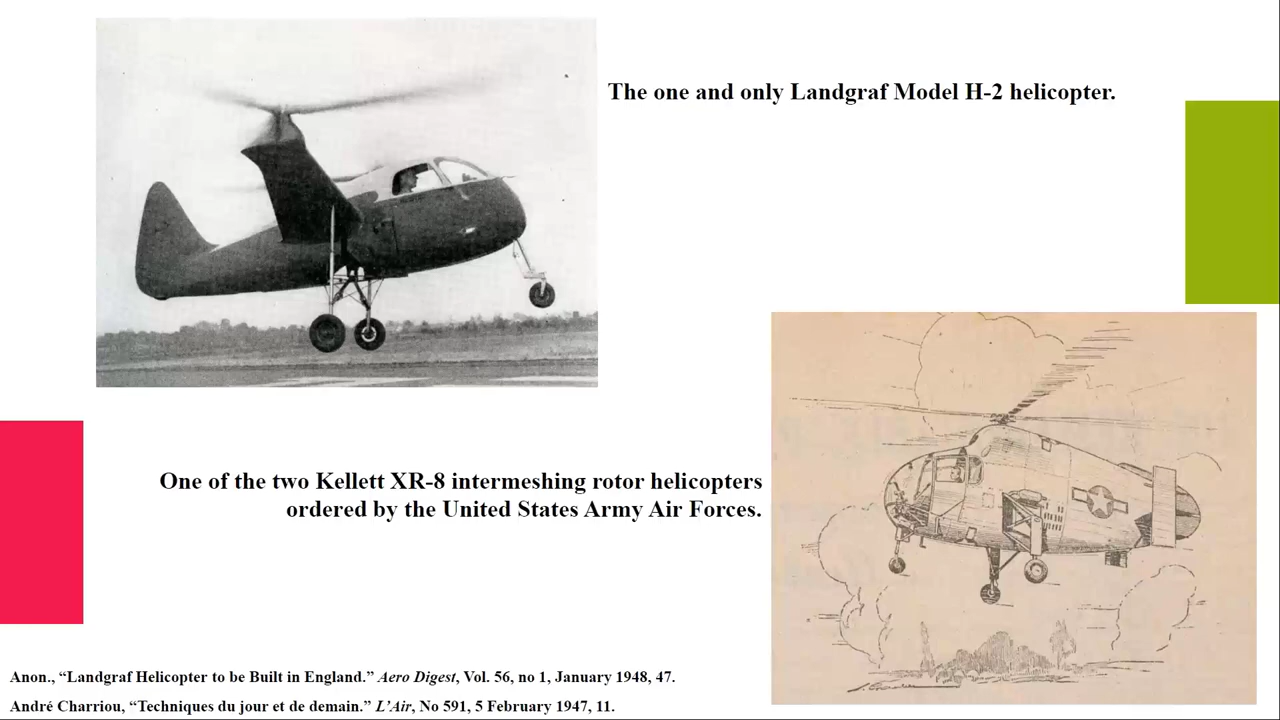 The one and only Landgraf Model H-2 helicopter.
One of the two Kellett XR-8 intermeshing rotor helicopters
ordered by the United States Army Air Forces.
Anon., “Landgraf Helicopter to be Built in England.” Aero Digest, Vol. 56, no 1, January 1948, 47.
André Charriou, “Techniques du jour et de demain.” L’Air, No 591, 5 February 1947, 11.